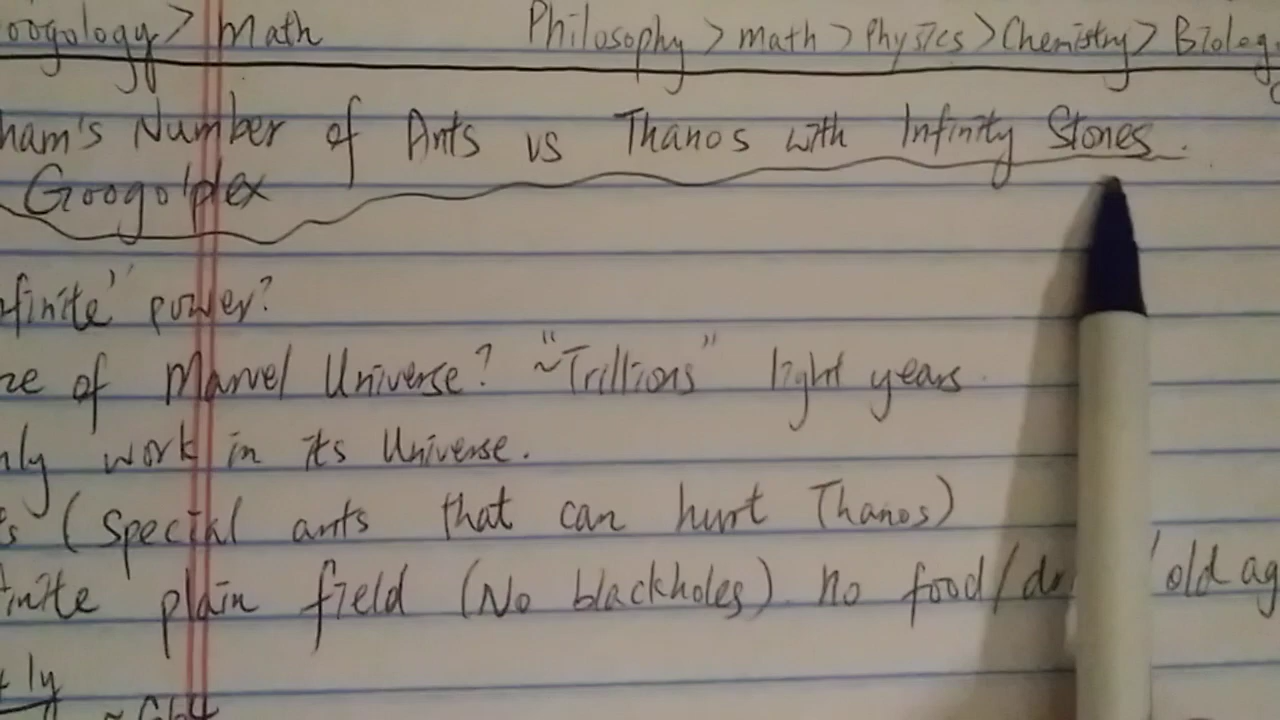 oogology > math Philosophy > math > Physics > Chemistry > Biolog
ham's Number of Ants vs Thanos with Infinity Stones.
Googolplex
finite" power?
ze of Marvel Universe? "~Trillions" light years.
nly work in its Universe.
s (special ants that can hurt Thanos)
finite plain field (No blackholes). no food/ /old ag
ly
~ G64